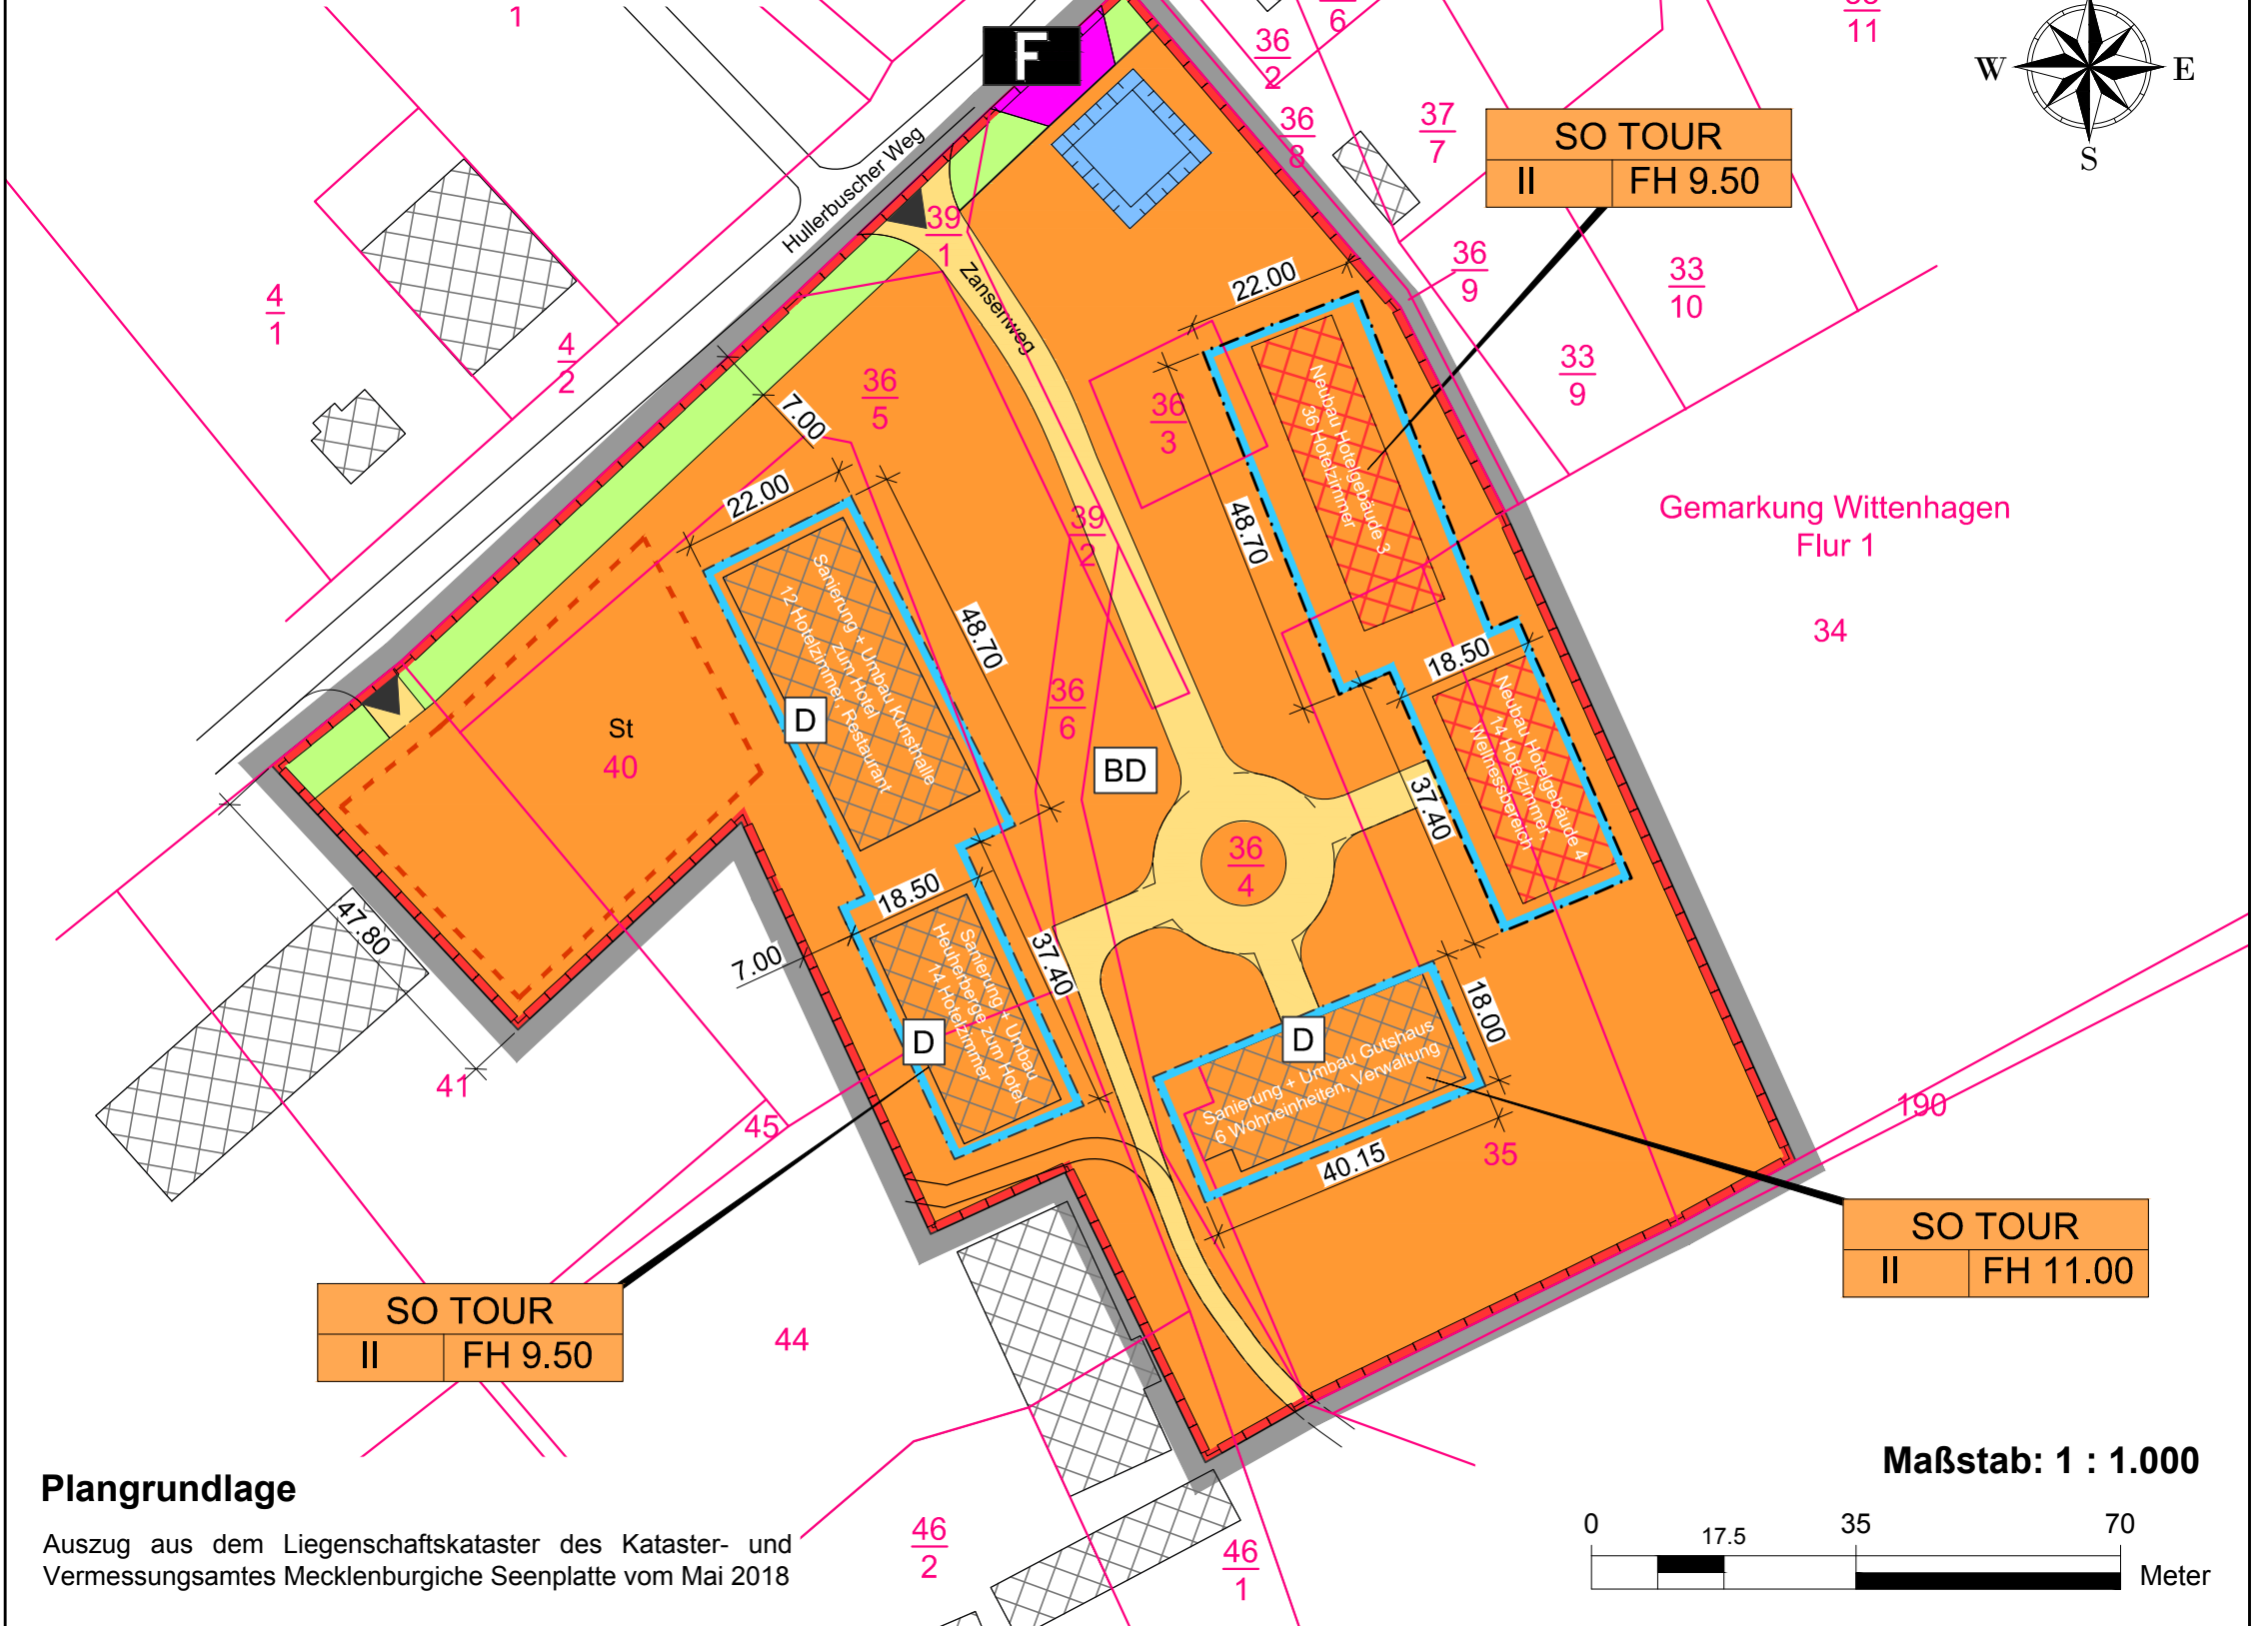 1
6
11
F
36
2
W
E
S
36
8
37
7
SO TOUR
II
FH 9.50
Hullerbuscher Weg
39
1
Zansenweg
36
9
33
10
22.00
4
1
4
2
33
9
36
5
7.00
36
3
Neubau Hotelgebäude 3
36 Hotelzimmer
22.00
48.70
39
2
Gemarkung Wittenhagen
Flur 1
34
Sanierung + Umbau Kunsthalle
zum Hotel
12 Hotelzimmer, Restaurant
48.70
18.50
36
6
D
St
40
BD
Neubau Hotelgebäude 4
14 Hotelzimmer,
Wellnessbereich
37.40
36
4
18.50
47.80
7.00
Sanierung + Umbau
Heuherberge zum Hotel
14 Hotelzimmer
37.40
D
D
18.00
Sanierung + Umbau Gutshaus
6 Wohneinheiten, Verwaltung
41
45
40.15
35
190
SO TOUR
II
FH 11.00
SO TOUR
II
FH 9.50
44
Plangrundlage
Auszug aus dem Liegenschaftskataster des Kataster- und
Vermessungsamtes Mecklenburgiche Seenplatte vom Mai 2018
46
2
46
1
Maßstab: 1 : 1.000
0
17.5
35
70
Meter